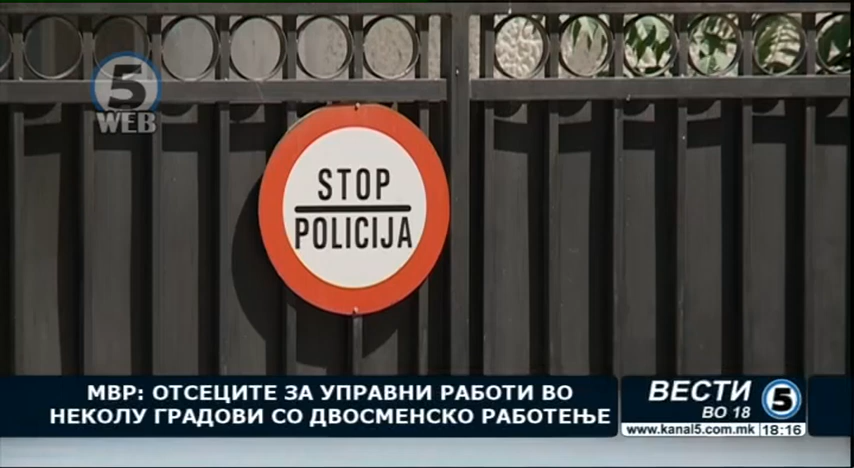 5
WEB
STOP
POLICIJA
МВР: ОТСЕЦИТЕ ЗА УПРАВНИ РАБОТИ ВО
НЕКОЛУ ГРАДОВИ СО ДВОСМЕНСКО РАБОТЕЊЕ
ВЕСТИ 5
ВО 18
www.kanal5.com.mk 18:16